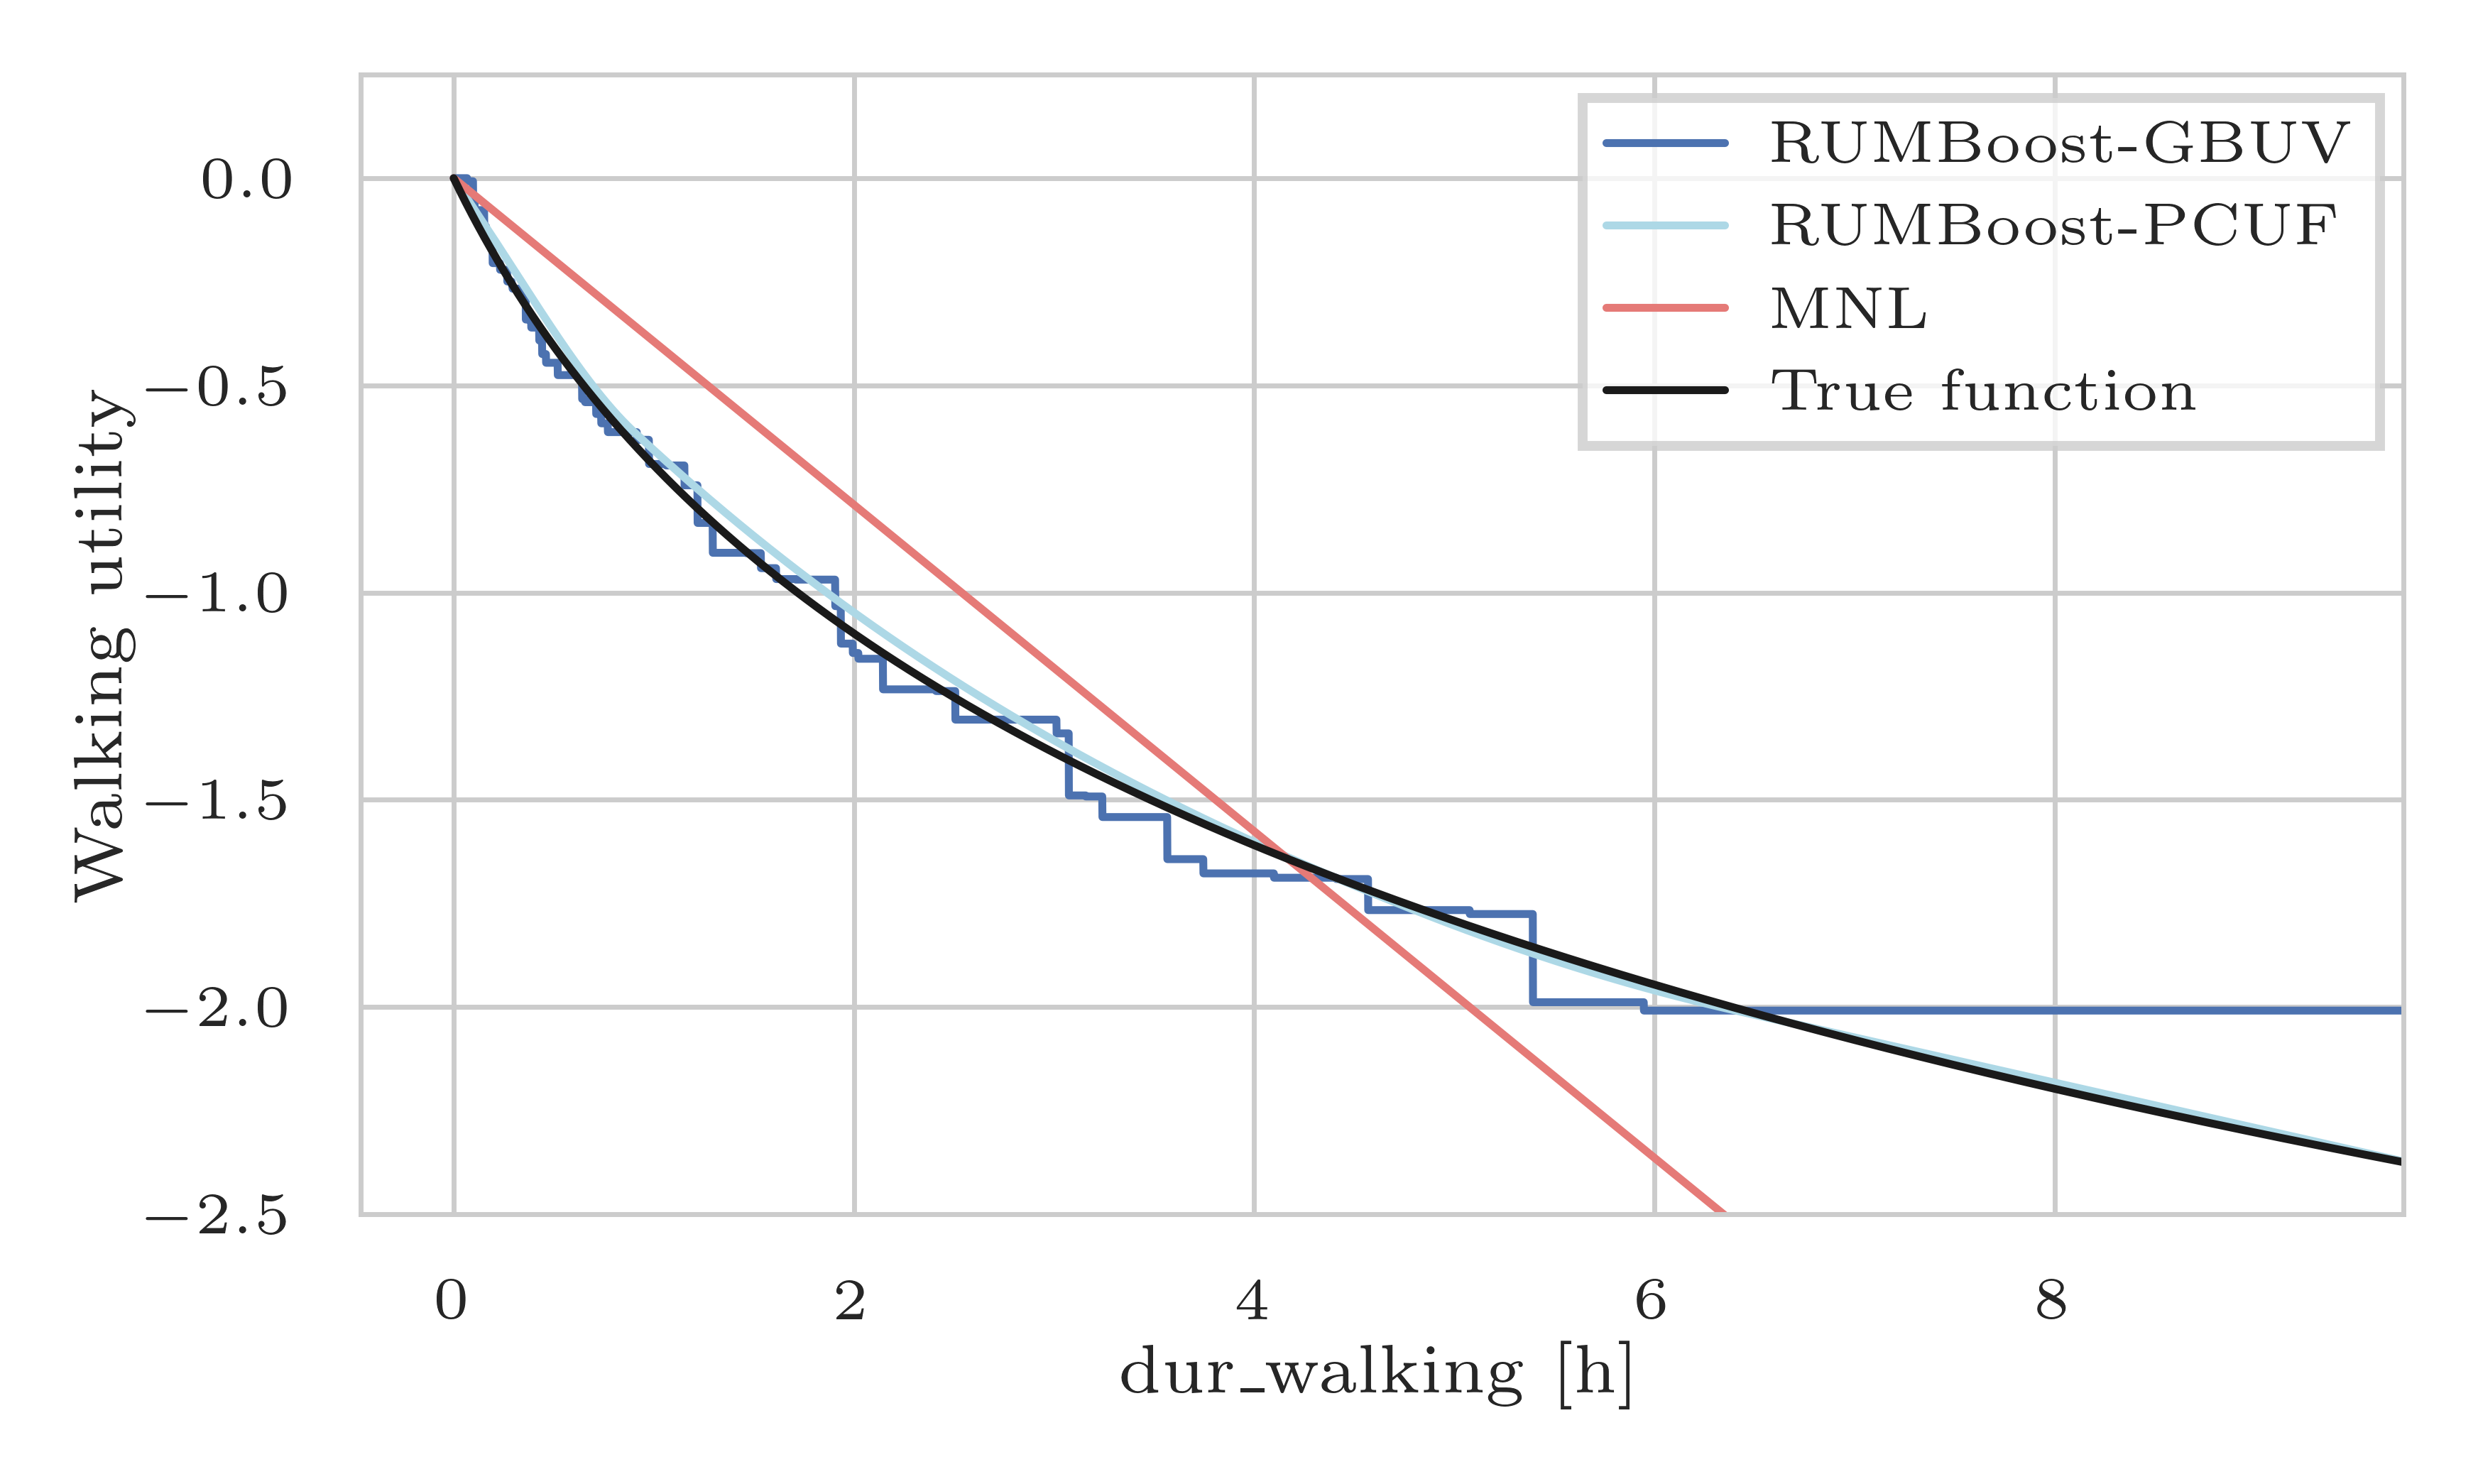 RUMBoost-GBUV
RUMBoost-PCUF
MNL
True function
Walking utility
0.0
−0.5
−1.0
−1.5
−2.0
−2.5
0 2 4 6 8
dur_walking [h]